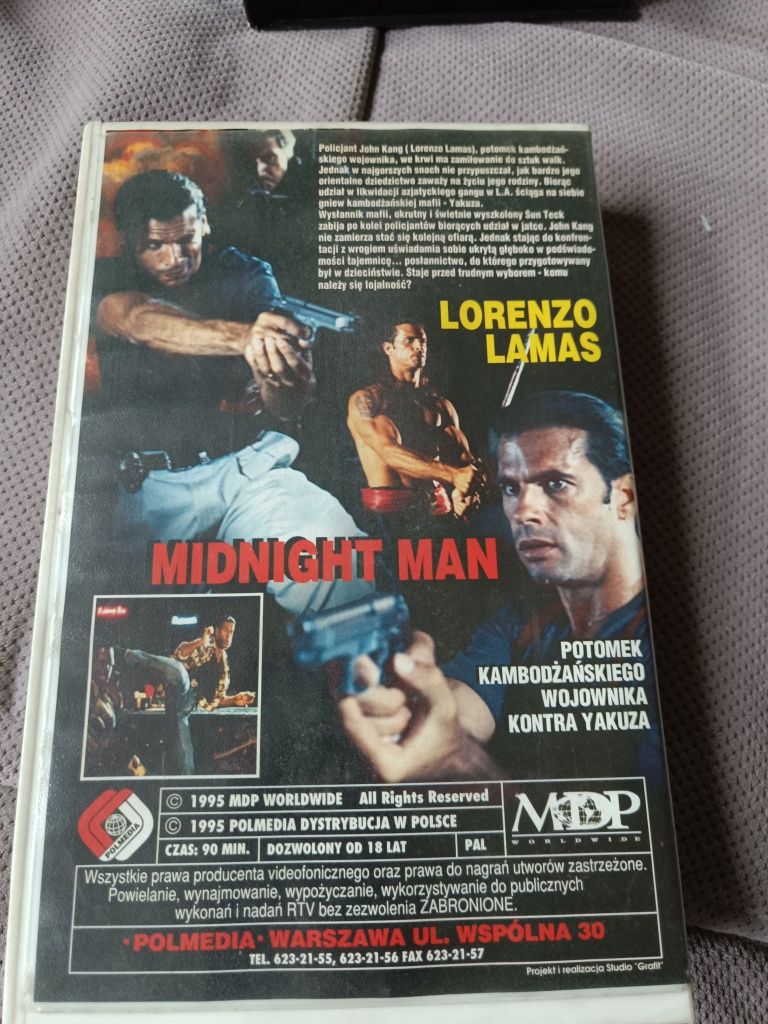 Policjant John Kang ( Lorenzo Lamas), potomek kambodżań-
skiego wojownika, we krwi ma zamiłowanie do sztuk walk.
Jednak w najgorszych snach nie przypuszczał, jak bardzo jego
orientalne dziedzictwo zaważy na życiu jego rodziny. Biorąc
udział w likwidacji azjatyckiego gangu w L.A. ściąga na siebie
gniew kambodżańskiej mafii - Yakuza.
Wysłannik mafii, okrutny i świetnie wyszkolony Sun Teck
zabija po kolei policjantów biorących udział w jatce. John Kang
nie zamierza stać się kolejną ofiarą. Jednak stając do konfron-
tacji z wrogiem uświadamia sobie ukrytą głęboko w podświado-
mości tajemnicę... posłannictwo, do którego przygotowywany
był w dzieciństwie. Staje przed trudnym wyborem - komu
należy się lojalność?
LORENZO
LAMAS
MIDNIGHT MAN
POTOMEK
KAMBODŻAŃSKIEGO
WOJOWNIKA
KONTRA YAKUZA
POLMEDIA
© 1995 MDP WORLDWIDE All Rights Reserved
© 1995 POLMEDIA DYSTRYBUCJA W POLSCE
CZAS: 90 MIN. DOZWOLONY OD 18 LAT PAL
MDP
WORLDWIDE
Wszystkie prawa producenta videofonicznego oraz prawa do nagrań utworów zastrzeżone.
Powielanie, wynajmowanie, wypożyczanie, wykorzystywanie do publicznych
wykonań i nadań RTV bez zezwolenia ZABRONIONE.
·POLMEDIA· WARSZAWA UL. WSPÓLNA 30
TEL. 623-21-55, 623-21-56 FAX 623-21-57
Projekt i realizacja Studio "Grafit"